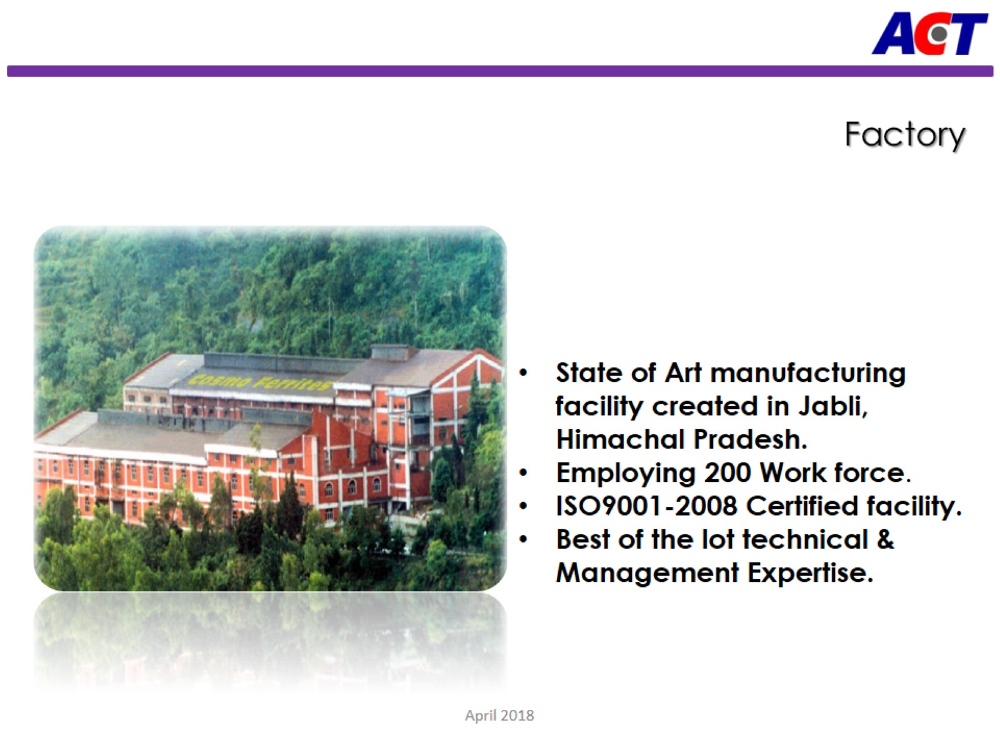 ACT
Factory
Cosmo Ferrites
• State of Art manufacturing
facility created in Jabli,
Himachal Pradesh.
• Employing 200 Work force.
• ISO9001-2008 Certified facility.
• Best of the lot technical &
Management Expertise.
April 2018